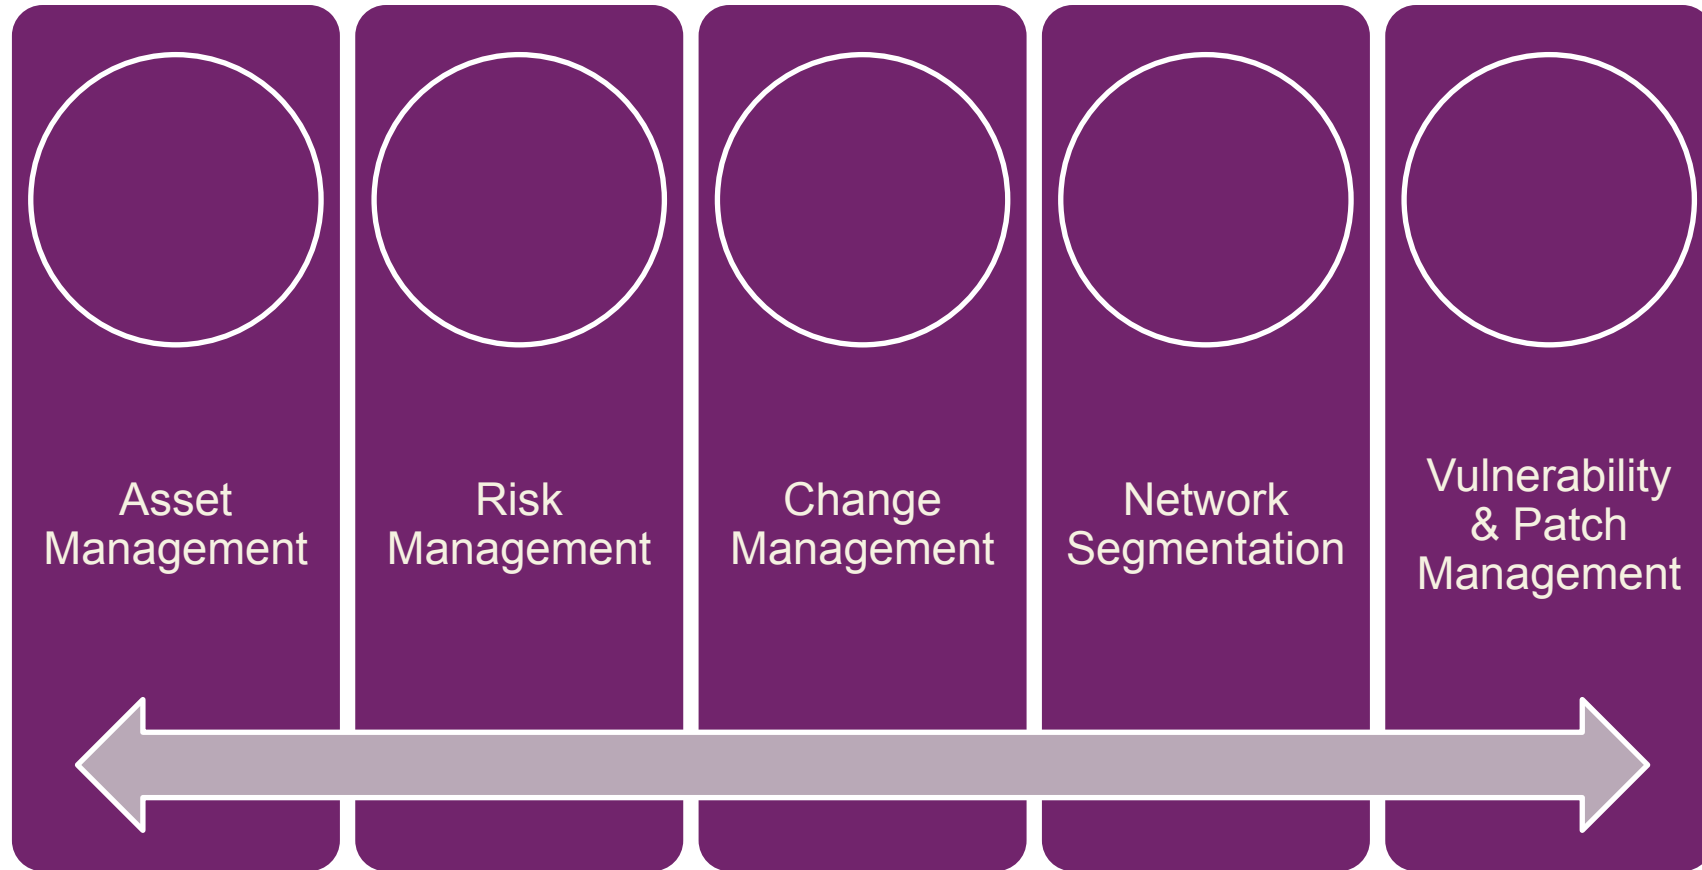 Asset
Management
Risk
Management
Change
Management
Network
Segmentation
Vulnerability
& Patch
Management